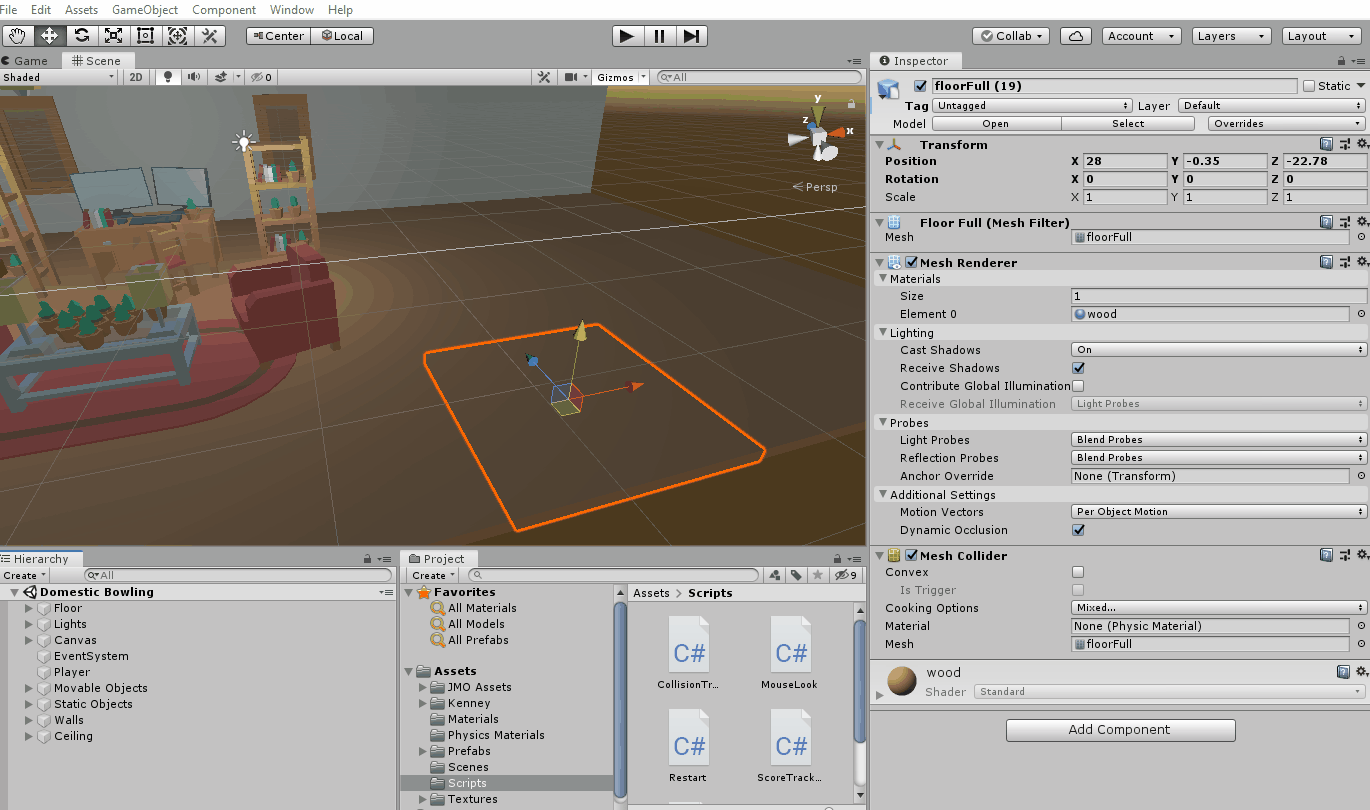 File Edit Assets GameObject Component Window Help
Center Local Collab Account Layers Layout
Game Scene
Shaded 2D 0 Gizmos All
y
z
x
Persp
Inspector
floorFull (19) Static
Tag Untagged Layer Default
Model Open Select Overrides
Transform
Position X 28 Y -0.35 Z -22.78
Rotation X 0 Y 0 Z 0
Scale X 1 Y 1 Z 1
Floor Full (Mesh Filter)
Mesh floorFull
Mesh Renderer
Materials
Size 1
Element 0 wood
Lighting
Cast Shadows On
Receive Shadows
Contribute Global Illumination
Receive Global Illumination Light Probes
Probes
Light Probes Blend Probes
Reflection Probes Blend Probes
Anchor Override None (Transform)
Additional Settings
Motion Vectors Per Object Motion
Dynamic Occlusion
Mesh Collider
Convex
Is Trigger
Cooking Options Mixed...
Material None (Physic Material)
Mesh floorFull
wood
Shader Standard
Add Component
Hierarchy
Create All
Domestic Bowling
Floor
Lights
Canvas
EventSystem
Player
Movable Objects
Static Objects
Walls
Ceiling
Project
Create 9
Favorites
All Materials
All Models
All Prefabs
Assets
JMO Assets
Kenney
Materials
Physics Materials
Prefabs
Scenes
Scripts
Textures
Assets > Scripts
C# C#
CollisionTr... MouseLook
C# C#
Restart ScoreTrack...